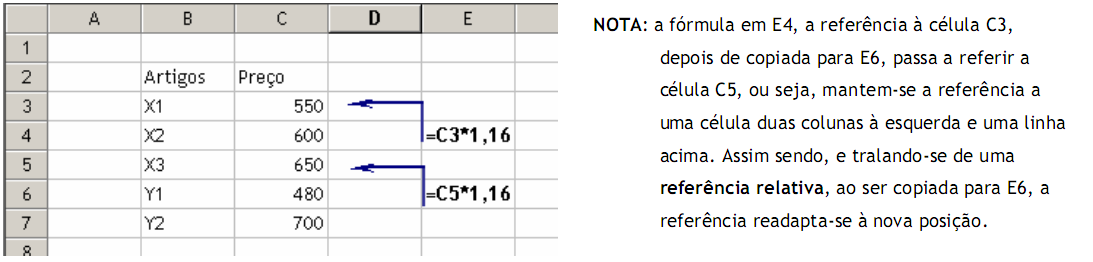 A B C D E
1
2 Artigos Preço
3 X1 550
4 X2 600 =C3*1,16
5 X3 650
6 Y1 480 =C5*1,16
7 Y2 700
8
NOTA: a fórmula em E4, a referência à célula C3,
depois de copiada para E6, passa a referir a
célula C5, ou seja, mantem-se a referência a
uma célula duas colunas à esquerda e uma linha
acima. Assim sendo, e tralando-se de uma
referência relativa, ao ser copiada para E6, a
referência readapta-se à nova posição.